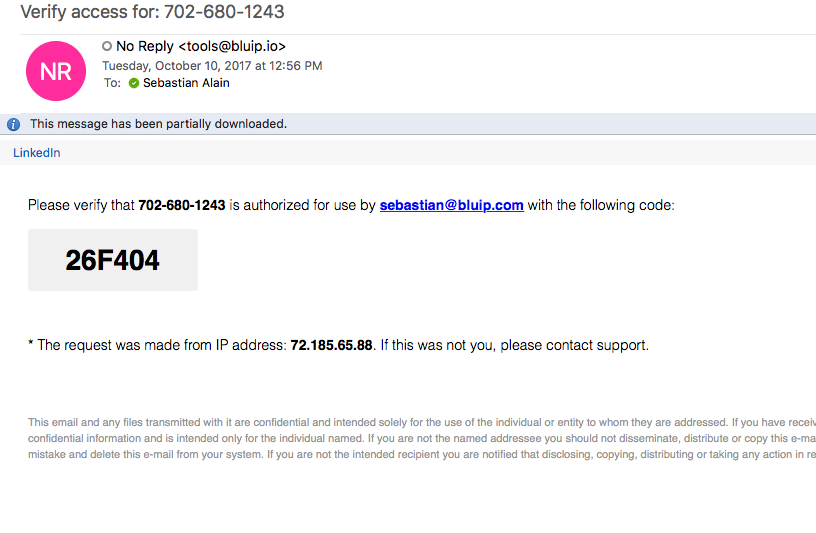 Verify access for: 702-680-1243
No Reply <tools@bluip.io>
NR
Tuesday, October 10, 2017 at 12:56 PM
To: Sebastian Alain
i This message has been partially downloaded.
LinkedIn
Please verify that 702-680-1243 is authorized for use by sebastian@bluip.com with the following code:
26F404
* The request was made from IP address: 72.185.65.88. If this was not you, please contact support.
This email and any files transmitted with it are confidential and intended solely for the use of the individual or entity to whom they are addressed. If you have receiv
confidential information and is intended only for the individual named. If you are not the named addressee you should not disseminate, distribute or copy this e-ma
mistake and delete this e-mail from your system. If you are not the intended recipient you are notified that disclosing, copying, distributing or taking any action in re